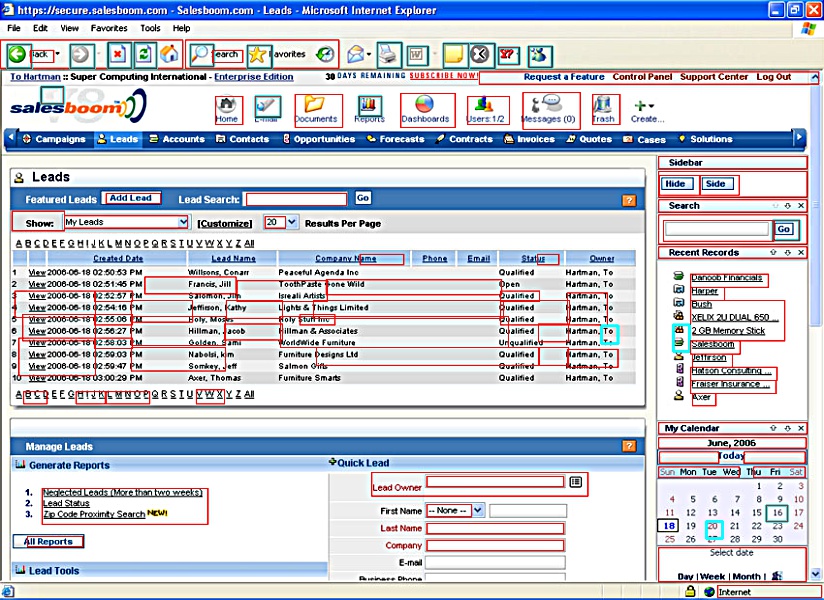 https://secure.salesboom.com - Salesboom.com - Leads - Microsoft Internet Explorer
File Edit View Favorites Tools Help
Back Search Favorites
To Hartman :: Super Computing International - Enterprise Edition 30 DAYS REMAINING SUBSCRIBE NOW! Request a Feature Control Panel Support Center Log Out
salesboom
Home E-mail Documents Reports Dashboards Users:1/2 Messages (0) Trash Create...
Campaigns Leads Accounts Contacts Opportunities Forecasts Contracts Invoices Quotes Cases Solutions
Leads
Featured Leads Add Lead Lead Search: Go ?
Show: My Leads [Customize] 20 Results Per Page
A B C D E F G H I J K L M N O P Q R S T U V W X Y Z All
Created Date Lead Name Company Name Phone Email Status Owner
1 View 2006-06-18 02:50:53 PM Willsons, Conarr Peaceful Agenda Inc Qualified Hartman, To
2 View 2006-06-18 02:51:45 PM Francis, Jill ToothPaste Gone Wild Open Hartman, To
3 View 2006-06-18 02:52:57 PM Salomon, Jim Isreali Artists Qualified Hartman, To
4 View 2006-06-18 02:54:16 PM Jeffirson, Kathy Lights & Things Limited Qualified Hartman, To
5 View 2006-06-18 02:55:06 PM Holy, Moses Holy Stuff Inc Qualified Hartman, To
6 View 2006-06-18 02:56:27 PM Hillman, Jacob Hillman & Associates Qualified Hartman, To
7 View 2006-06-18 02:58:03 PM Golden, Sami WorldWide Furniture Unqualified Hartman, To
8 View 2006-06-18 02:59:03 PM Nabolsi, kim Furniture Designs Ltd Qualified Hartman, To
9 View 2006-06-18 02:59:47 PM Somkey, Jeff Salmon Gifts Qualified Hartman, To
10 View 2006-06-18 03:00:29 PM Axer, Thomas Furniture Smarts Qualified Hartman, To
A B C D E F G H I J K L M N O P Q R S T U V W X Y Z All
Manage Leads ?
Generate Reports
1. Neglected Leads (More than two weeks)
2. Lead Status
3. Zip Code Proximity Search NEW!
All Reports
Lead Tools
Quick Lead
Lead Owner
First Name -- None --
Last Name
Company
E-mail
Business Phone
Sidebar
Hide Side
Search
Go
Recent Records
Danoob Financials
Harper
Bush
XELIX 2U DUAL 650 ...
2 GB Memory Stick
Salesboom
Jeffirson
Hatson Consulting ...
Fraiser Insurance ...
Axer
My Calendar
June, 2006
Today
Sun Mon Tue Wed Thu Fri Sat
1 2 3
4 5 6 7 8 9 10
11 12 13 14 15 16 17
18 19 20 21 22 23 24
25 26 27 28 29 30
Select date
Day | Week | Month |
Internet